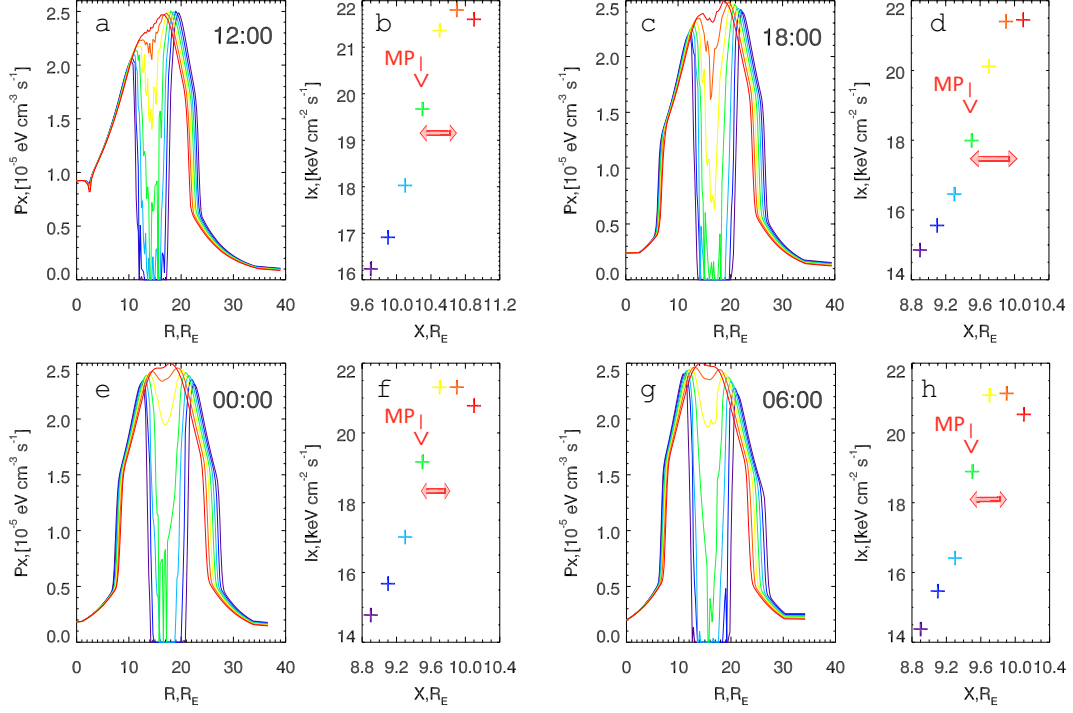 a
12:00
2.5
2.0
1.5
1.0
0.5
0.0
Px,[10⁻⁵ eV cm⁻³ s⁻¹]
0 10 20 30 40
R,R_E
b
MP
22
21
20
19
18
17
16
Ix,[keV cm⁻² s⁻¹]
9.6 10.0 10.4 10.8 11.2
X,R_E
c
18:00
2.5
2.0
1.5
1.0
0.5
0.0
Px,[10⁻⁵ eV cm⁻³ s⁻¹]
0 10 20 30 40
R,R_E
d
MP
22
20
18
16
14
Ix,[keV cm⁻² s⁻¹]
8.8 9.2 9.6 10.0 10.4
X,R_E
e
00:00
2.5
2.0
1.5
1.0
0.5
0.0
Px,[10⁻⁵ eV cm⁻³ s⁻¹]
0 10 20 30 40
R,R_E
f
MP
22
20
18
16
14
Ix,[keV cm⁻² s⁻¹]
8.8 9.2 9.6 10.0 10.4
X,R_E
g
06:00
2.5
2.0
1.5
1.0
0.5
0.0
Px,[10⁻⁵ eV cm⁻³ s⁻¹]
0 10 20 30 40
R,R_E
h
MP
22
20
18
16
14
Ix,[keV cm⁻² s⁻¹]
8.8 9.2 9.6 10.0 10.4
X,R_E